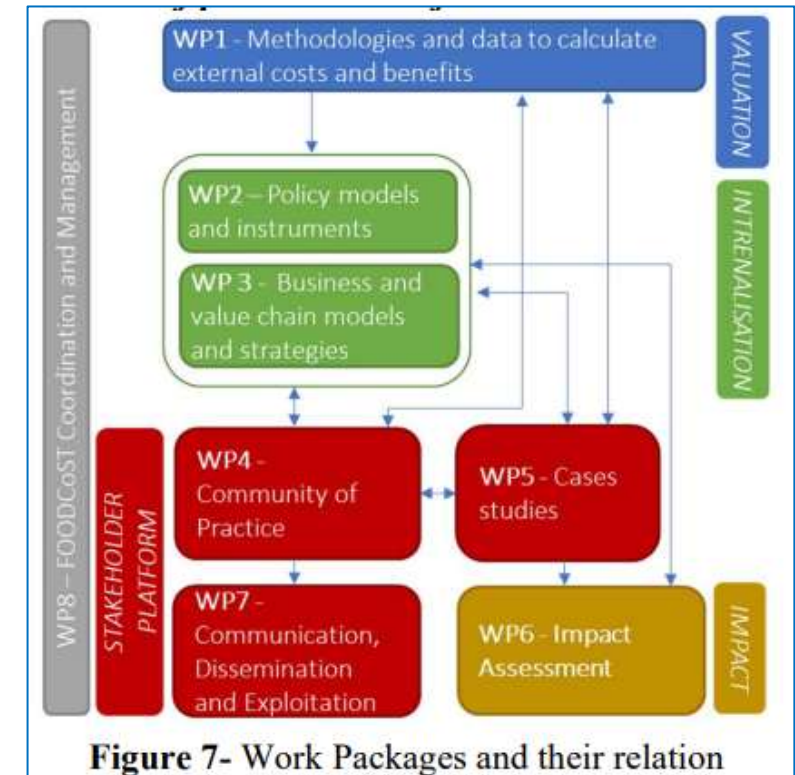 WP8 – FOODCoST Coordination and Management
WP1 - Methodologies and data to calculate
external costs and benefits
VALUATION
WP2 – Policy models
and instruments
WP 3 - Business and
value chain models
and strategies
INTRENALISATION
STAKEHOLDER
PLATFORM
WP4 -
Community of
Practice
WP5 - Cases
studies
WP7 -
Communication,
Dissemination
and Exploitation
WP6 - Impact
Assessment
IMPACT
Figure 7- Work Packages and their relation